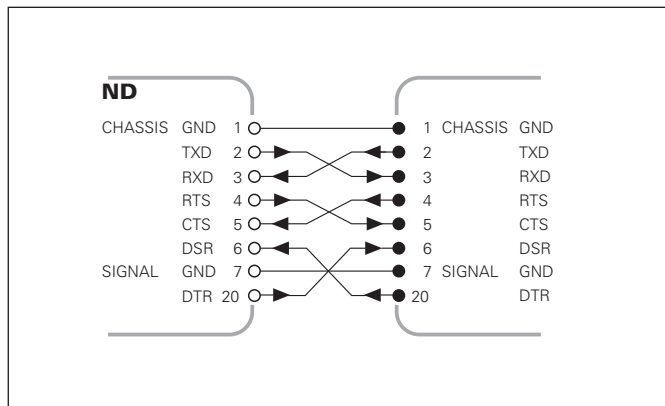 ND
CHASSIS GND 1 1 CHASSIS GND
TXD 2 2 TXD
RXD 3 3 RXD
RTS 4 4 RTS
CTS 5 5 CTS
DSR 6 6 DSR
SIGNAL GND 7 7 SIGNAL GND
DTR 20 20 DTR